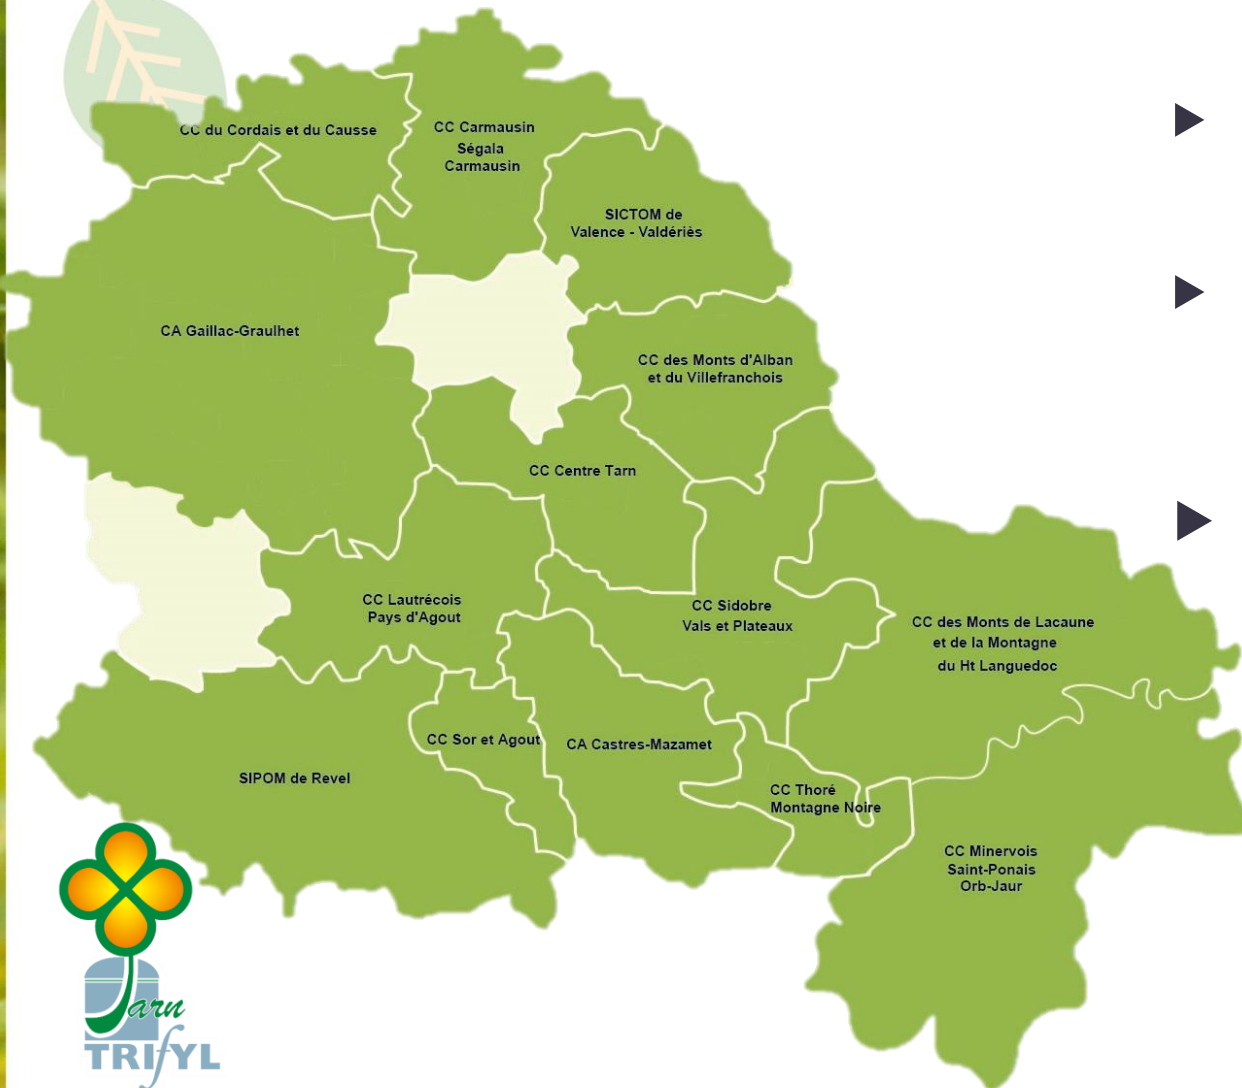 CC du Cordais et du Causse
CC Carmausin
Ségala
Carmausin
SICTOM de
Valence - Valdériès
CA Gaillac-Graulhet
CC des Monts d'Alban
et du Villefranchois
CC Centre Tarn
CC Lautrécois
Pays d'Agout
CC Sidobre
Vals et Plateaux
CC des Monts de Lacaune
et de la Montagne
du Ht Languedoc
CC Sor et Agout
CA Castres-Mazamet
SIPOM de Revel
CC Thoré
Montagne Noire
CC Minervois
Saint-Ponais
Orb-Jaur
Tarn
TRIfYL